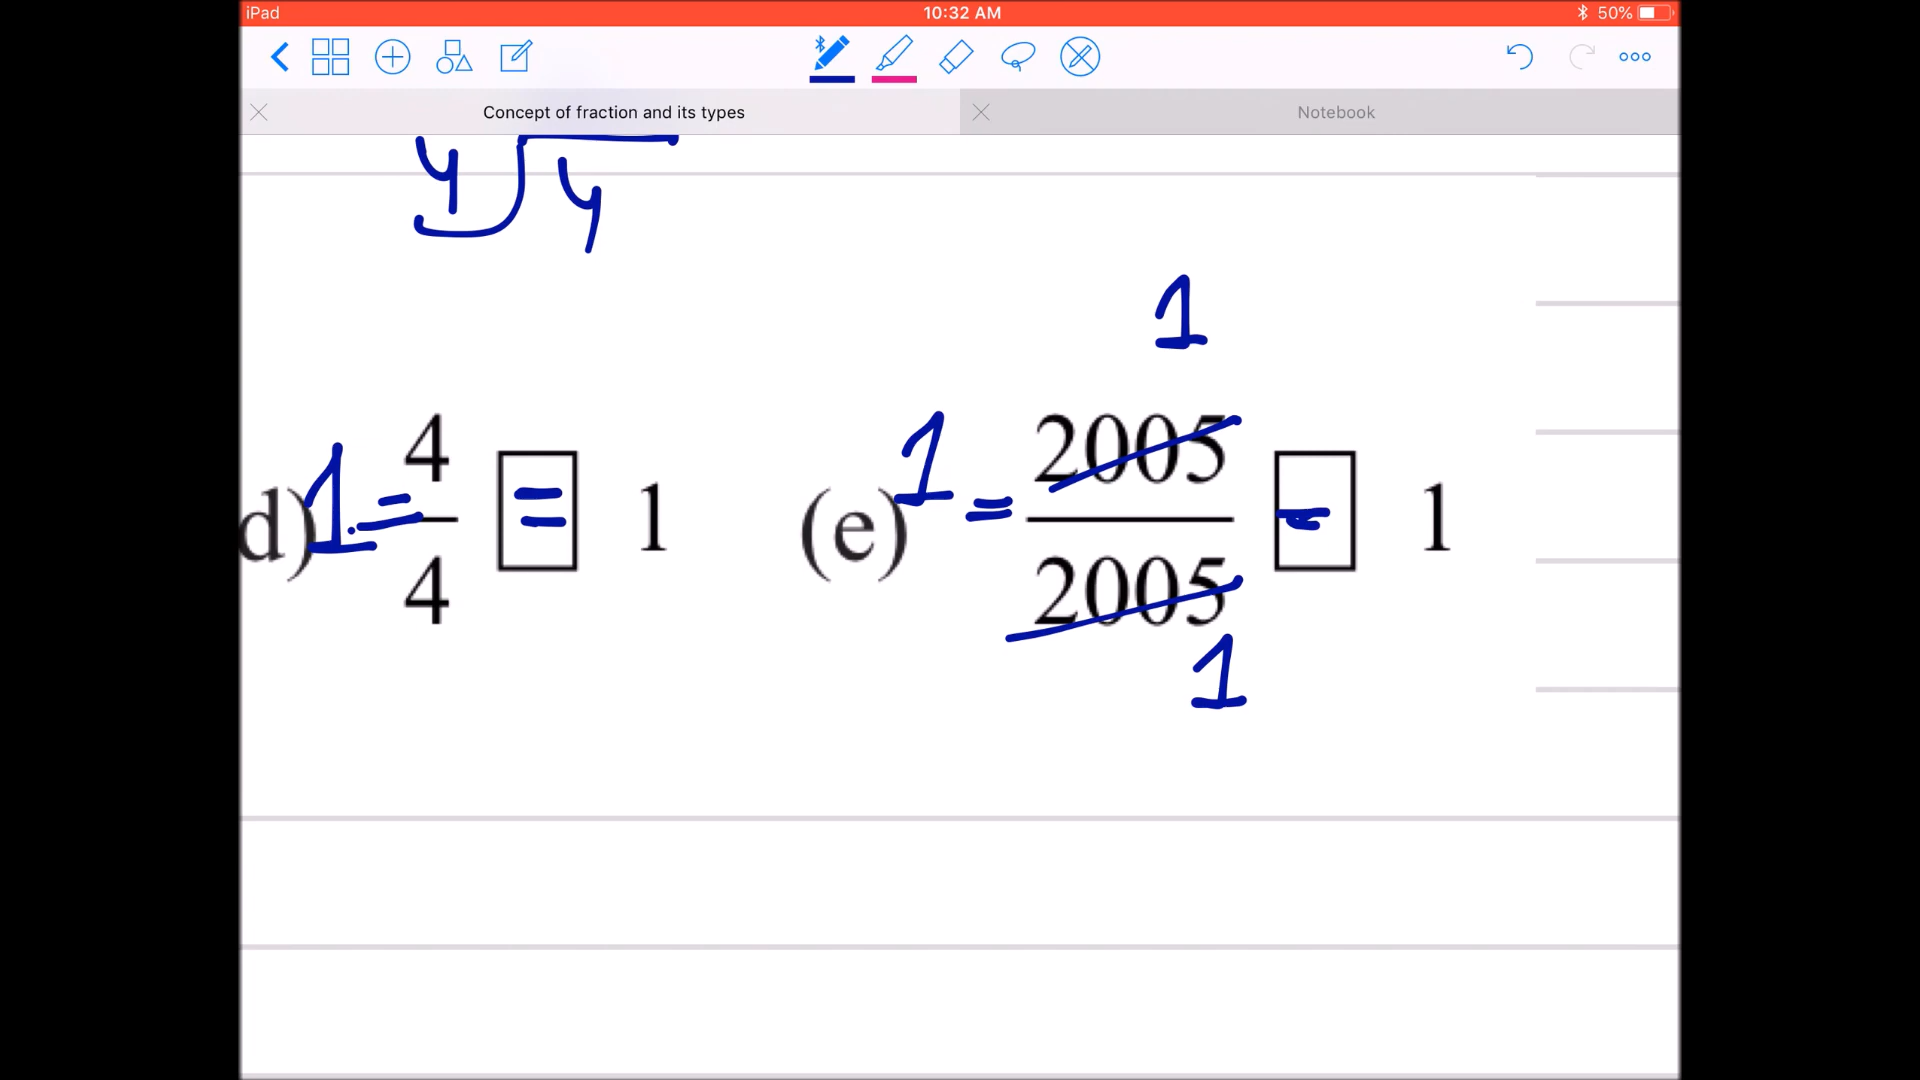 iPad 10:32 AM 50%
Concept of fraction and its types Notebook
4 4
1
d) 1 = 4/4 = 1 (e) 1 = 2005/2005 = 1
1